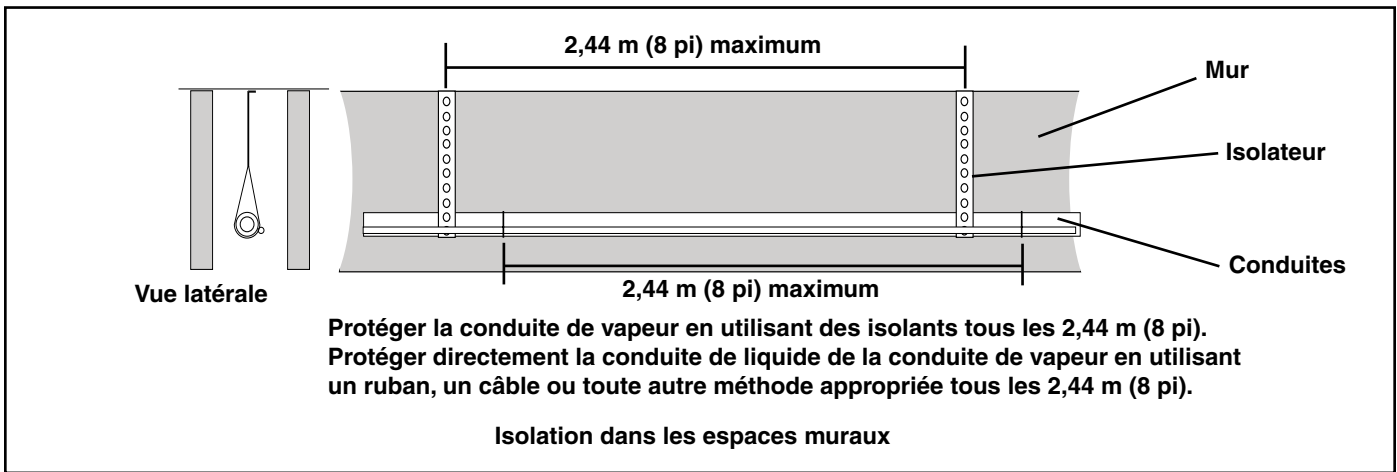 2,44 m (8 pi) maximum
Mur
Isolateur
Conduites
Vue latérale
2,44 m (8 pi) maximum
Protéger la conduite de vapeur en utilisant des isolants tous les 2,44 m (8 pi).
Protéger directement la conduite de liquide de la conduite de vapeur en utilisant
un ruban, un câble ou toute autre méthode appropriée tous les 2,44 m (8 pi).
Isolation dans les espaces muraux